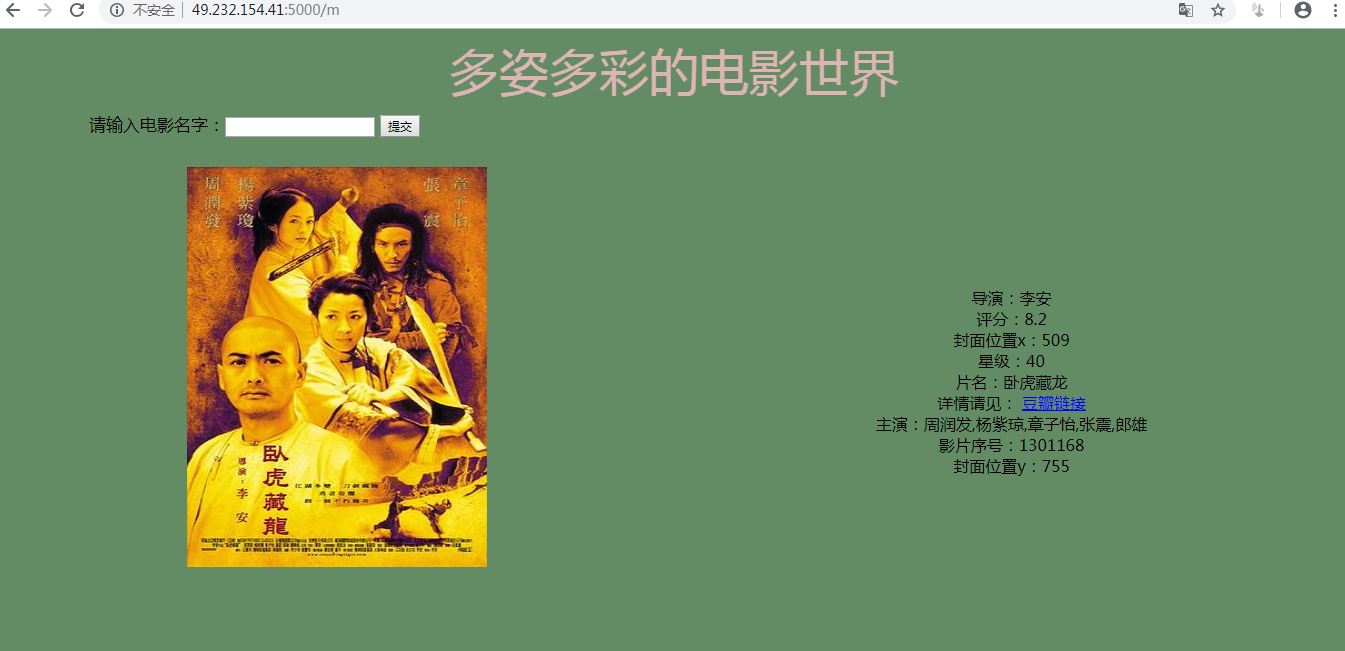 不安全 49.232.154.41:5000/m
多姿多彩的电影世界
请输入电影名字：
提交
周潤發
楊紫瓊
張震
章子怡
導演：李安
臥虎藏龍
导演：李安
评分：8.2
封面位置x：509
星级：40
片名：卧虎藏龙
详情请见： 豆瓣链接
主演：周润发,杨紫琼,章子怡,张震,郎雄
影片序号：1301168
封面位置y：755